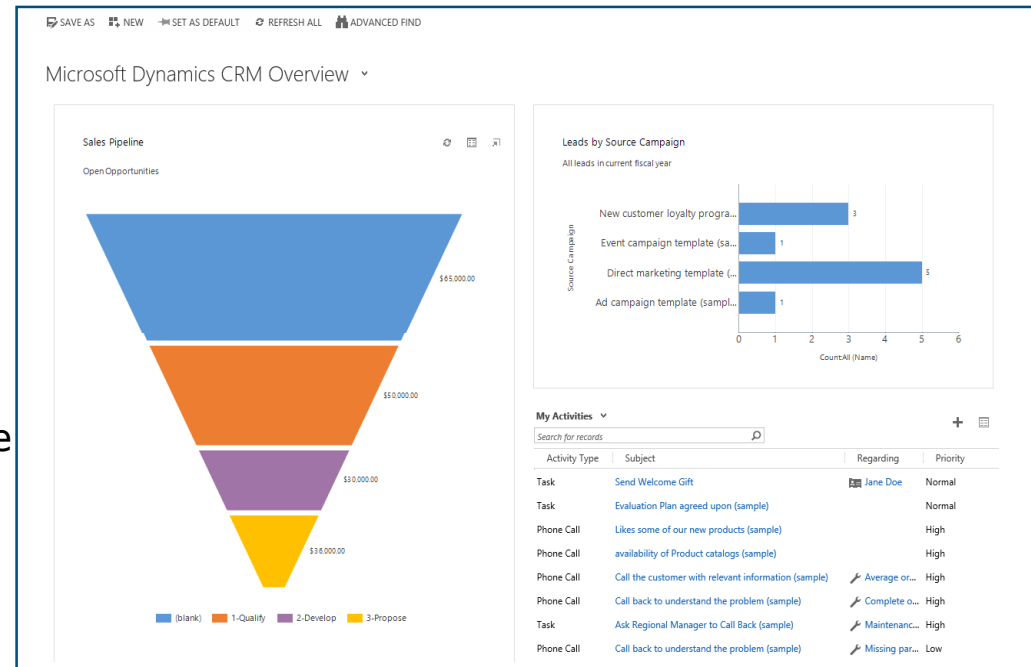 SAVE AS NEW SET AS DEFAULT REFRESH ALL ADVANCED FIND
Microsoft Dynamics CRM Overview
Sales Pipeline
Open Opportunities
$65,000.00
$50,000.00
$30,000.00
$36,000.00
(blank) 1-Qualify 2-Develop 3-Propose
e
Leads by Source Campaign
All leads in current fiscal year
Source Campaign
New customer loyalty progra... 3
Event campaign template (sa... 1
Direct marketing template (... 5
Ad campaign template (sampl... 1
0 1 2 3 4 5 6
CountAll (Name)
My Activities
Search for records
Activity Type Subject Regarding Priority
Task Send Welcome Gift Jane Doe Normal
Task Evaluation Plan agreed upon (sample) Normal
Phone Call Likes some of our new products (sample) High
Phone Call availability of Product catalogs (sample) High
Phone Call Call the customer with relevant information (sample) Average or... High
Phone Call Call back to understand the problem (sample) Complete o... High
Task Ask Regional Manager to Call Back (sample) Maintenanc... High
Phone Call Call back to understand the problem (sample) Missing par... Low